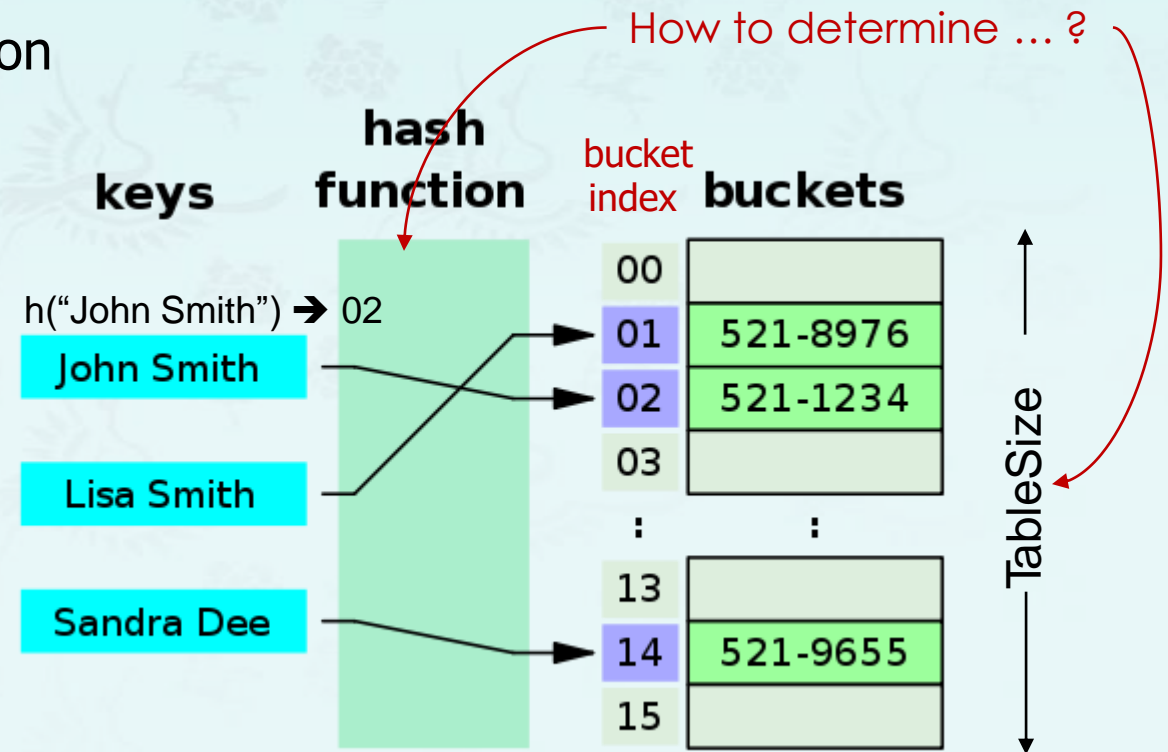 on
How to determine … ?
hash
function
keys
bucket
index
buckets
h(“John Smith”) ➔ 02
John Smith
Lisa Smith
Sandra Dee
00
01 521-8976
02 521-1234
03
: :
13
14 521-9655
15
TableSize